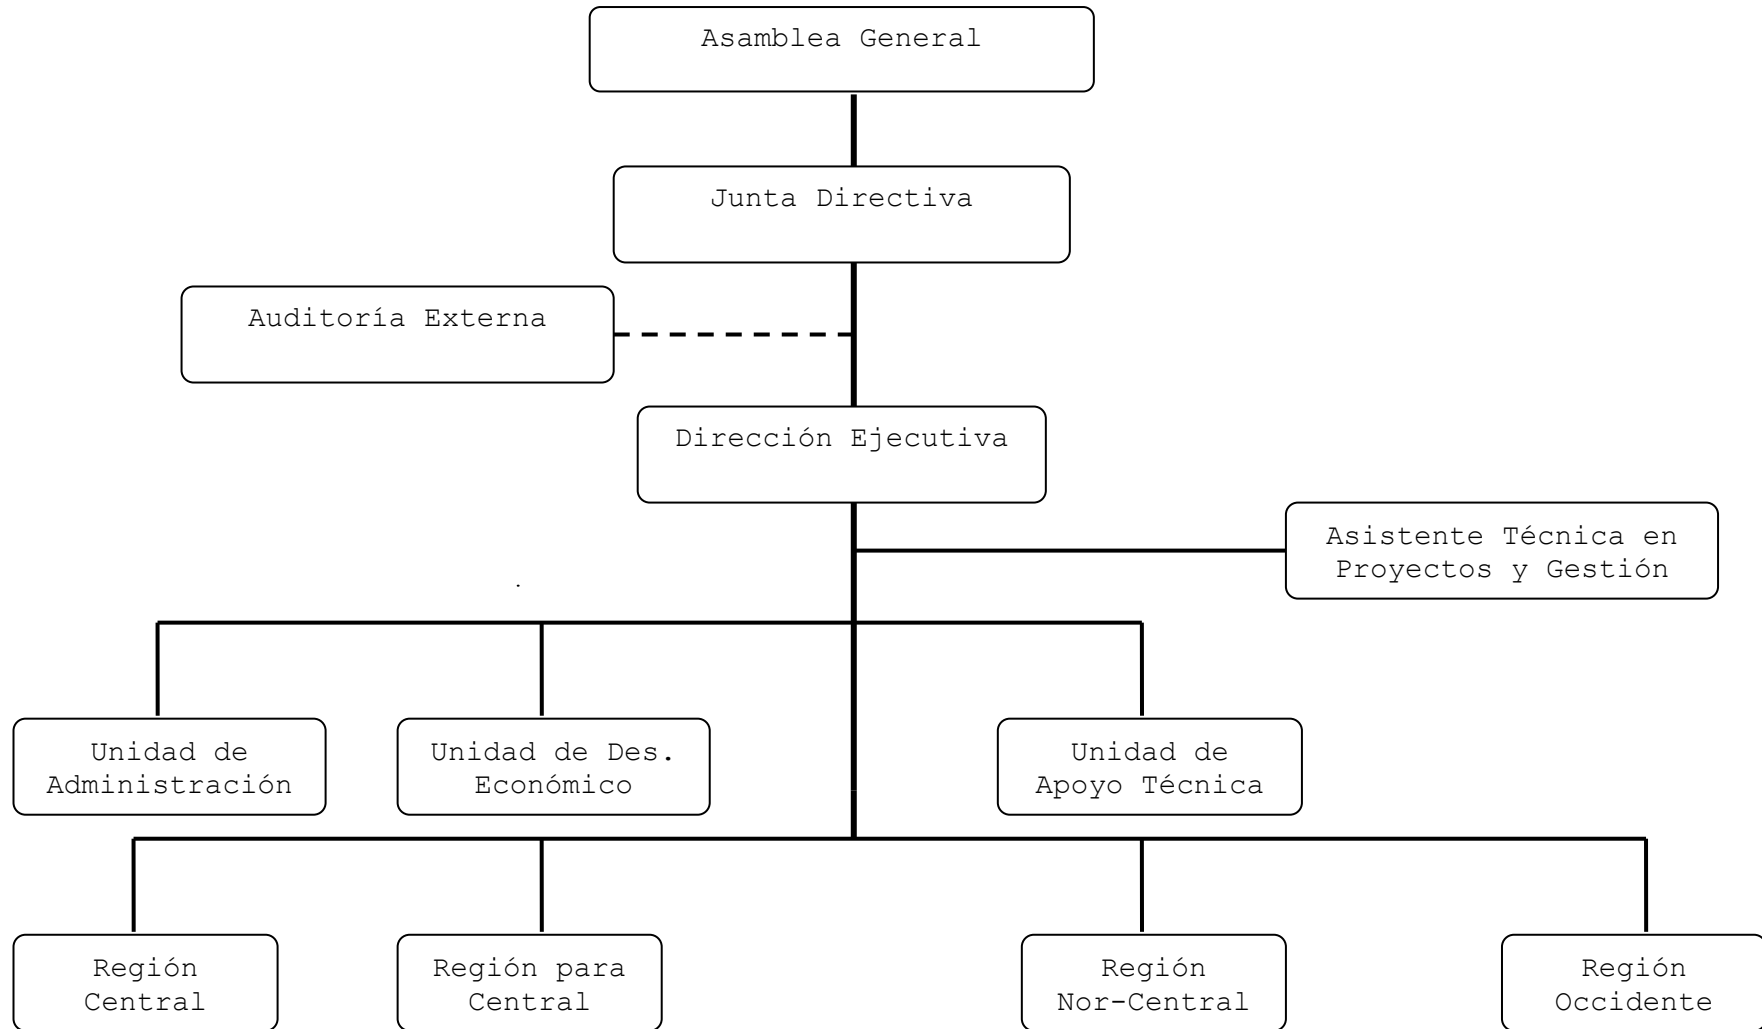 Asamblea General
Junta Directiva
Auditoría Externa
Dirección Ejecutiva
Asistente Técnica en
Proyectos y Gestión
.
Unidad de
Administración
Unidad de Des.
Económico
Unidad de
Apoyo Técnica
Región
Central
Región para
Central
Región
Nor-Central
Región
Occidente